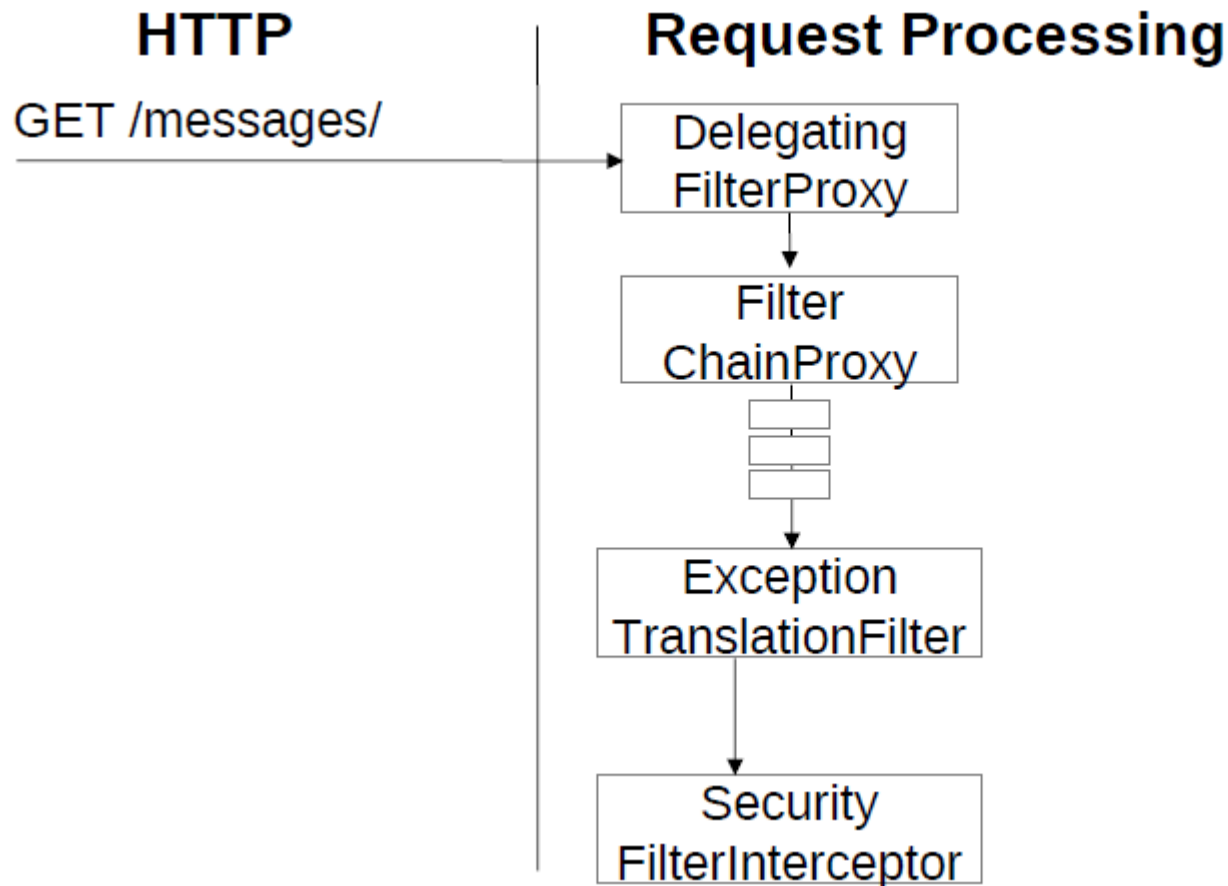 HTTP
Request Processing
GET /messages/
Delegating
FilterProxy
Filter
ChainProxy
Exception
TranslationFilter
Security
FilterInterceptor